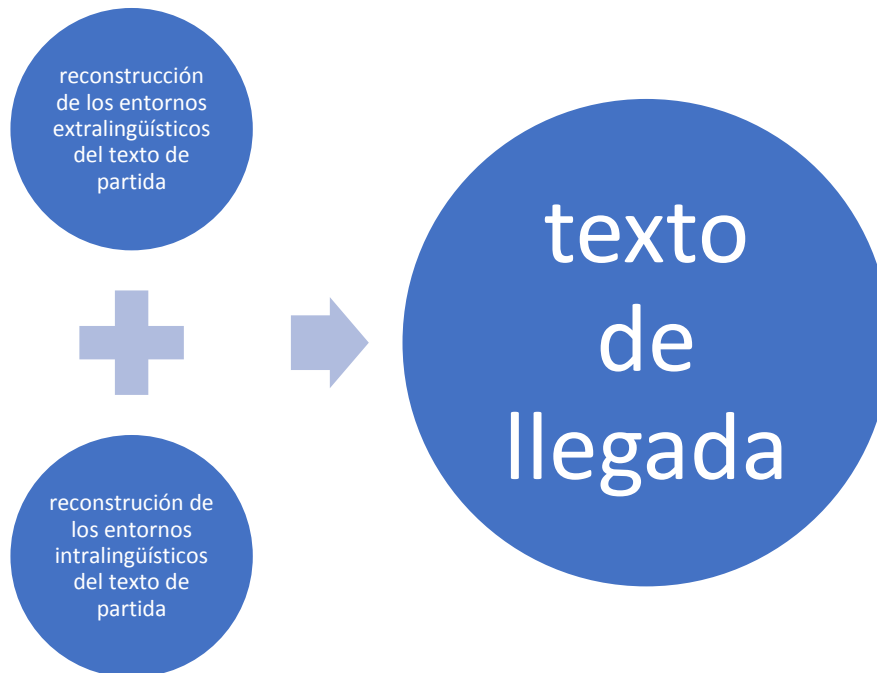 reconstrucción
de los entornos
extralingüísticos
del texto de
partida
reconstrución de
los entornos
intralingüísticos
del texto de
partida
texto
de
llegada